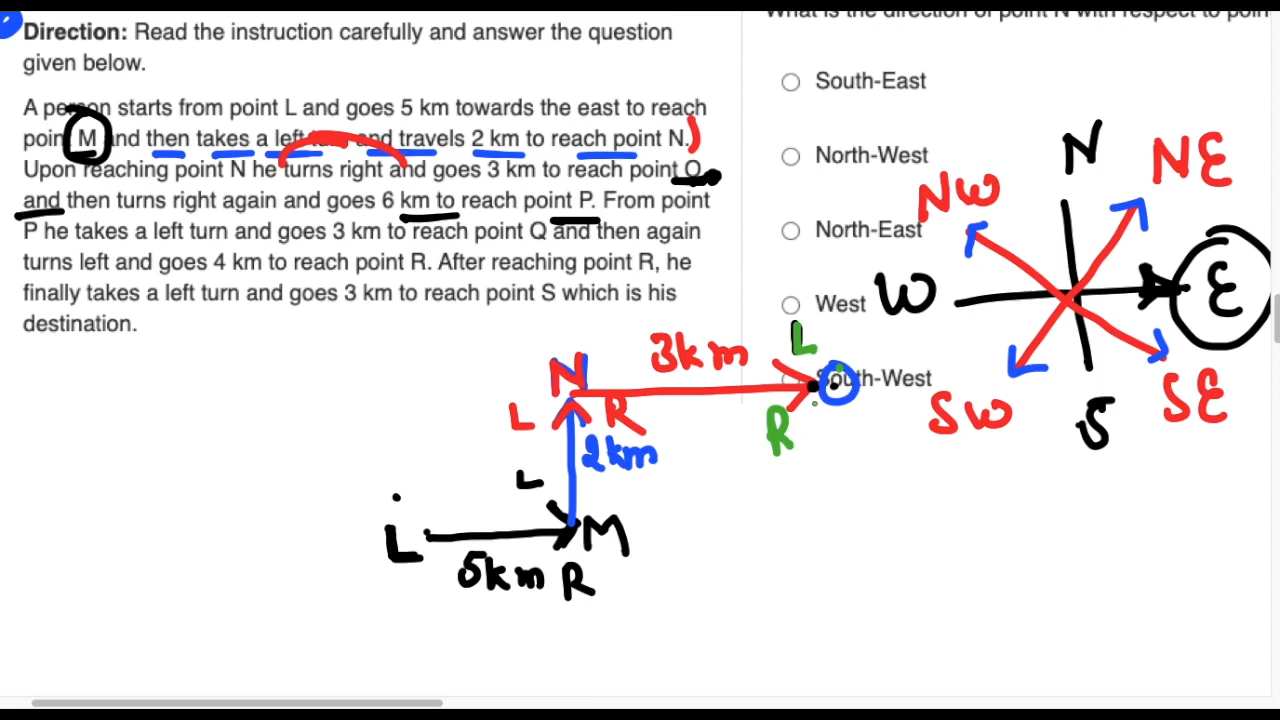 Direction: Read the instruction carefully and answer the question
given below.
A person starts from point L and goes 5 km towards the east to reach
point M and then takes a left turn and travels 2 km to reach point N.
Upon reaching point N he turns right and goes 3 km to reach point O
and then turns right again and goes 6 km to reach point P. From point
P he takes a left turn and goes 3 km to reach point Q and then again
turns left and goes 4 km to reach point R. After reaching point R, he
finally takes a left turn and goes 3 km to reach point S which is his
destination.
What is the direction of point N with respect to poin
South-East
North-West
North-East
West
South-West
N
NE
NW
W
E
SW
S
SE
N
3km
L
L
R
R
2km
L
L
M
5km
R